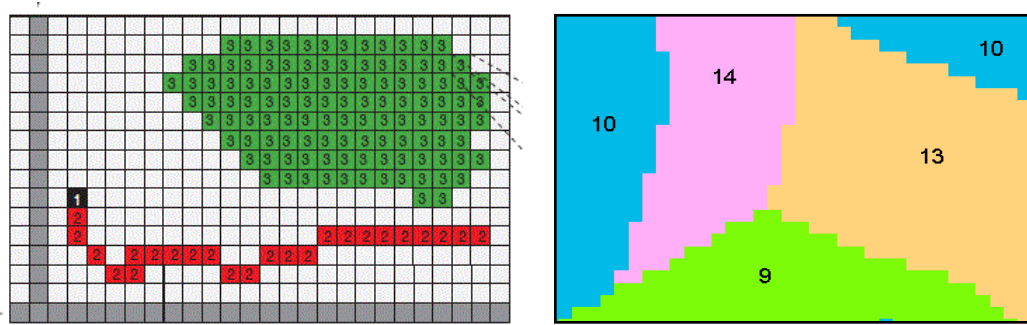 3 3 3 3 3 3 3 3 3 3 3 3
3 3 3 3 3 3 3 3 3 3 3 3 3 3 3
3 3 3 3 3 3 3 3 3 3 3 3 3 3 3 3 3
3 3 3 3 3 3 3 3 3 3 3 3 3 3 3 3
3 3 3 3 3 3 3 3 3 3 3 3 3 3 3
3 3 3 3 3 3 3 3 3 3 3 3 3
3 3 3 3 3 3 3 3 3 3 3 3 3
3 3 3 3 3 3 3 3 3 3 3
1 3 3
2
2 2 2 2 2 2 2 2 2 2
2 2 2 2 2 2 2 2 2
2 2 2 2
10
14
10
13
9